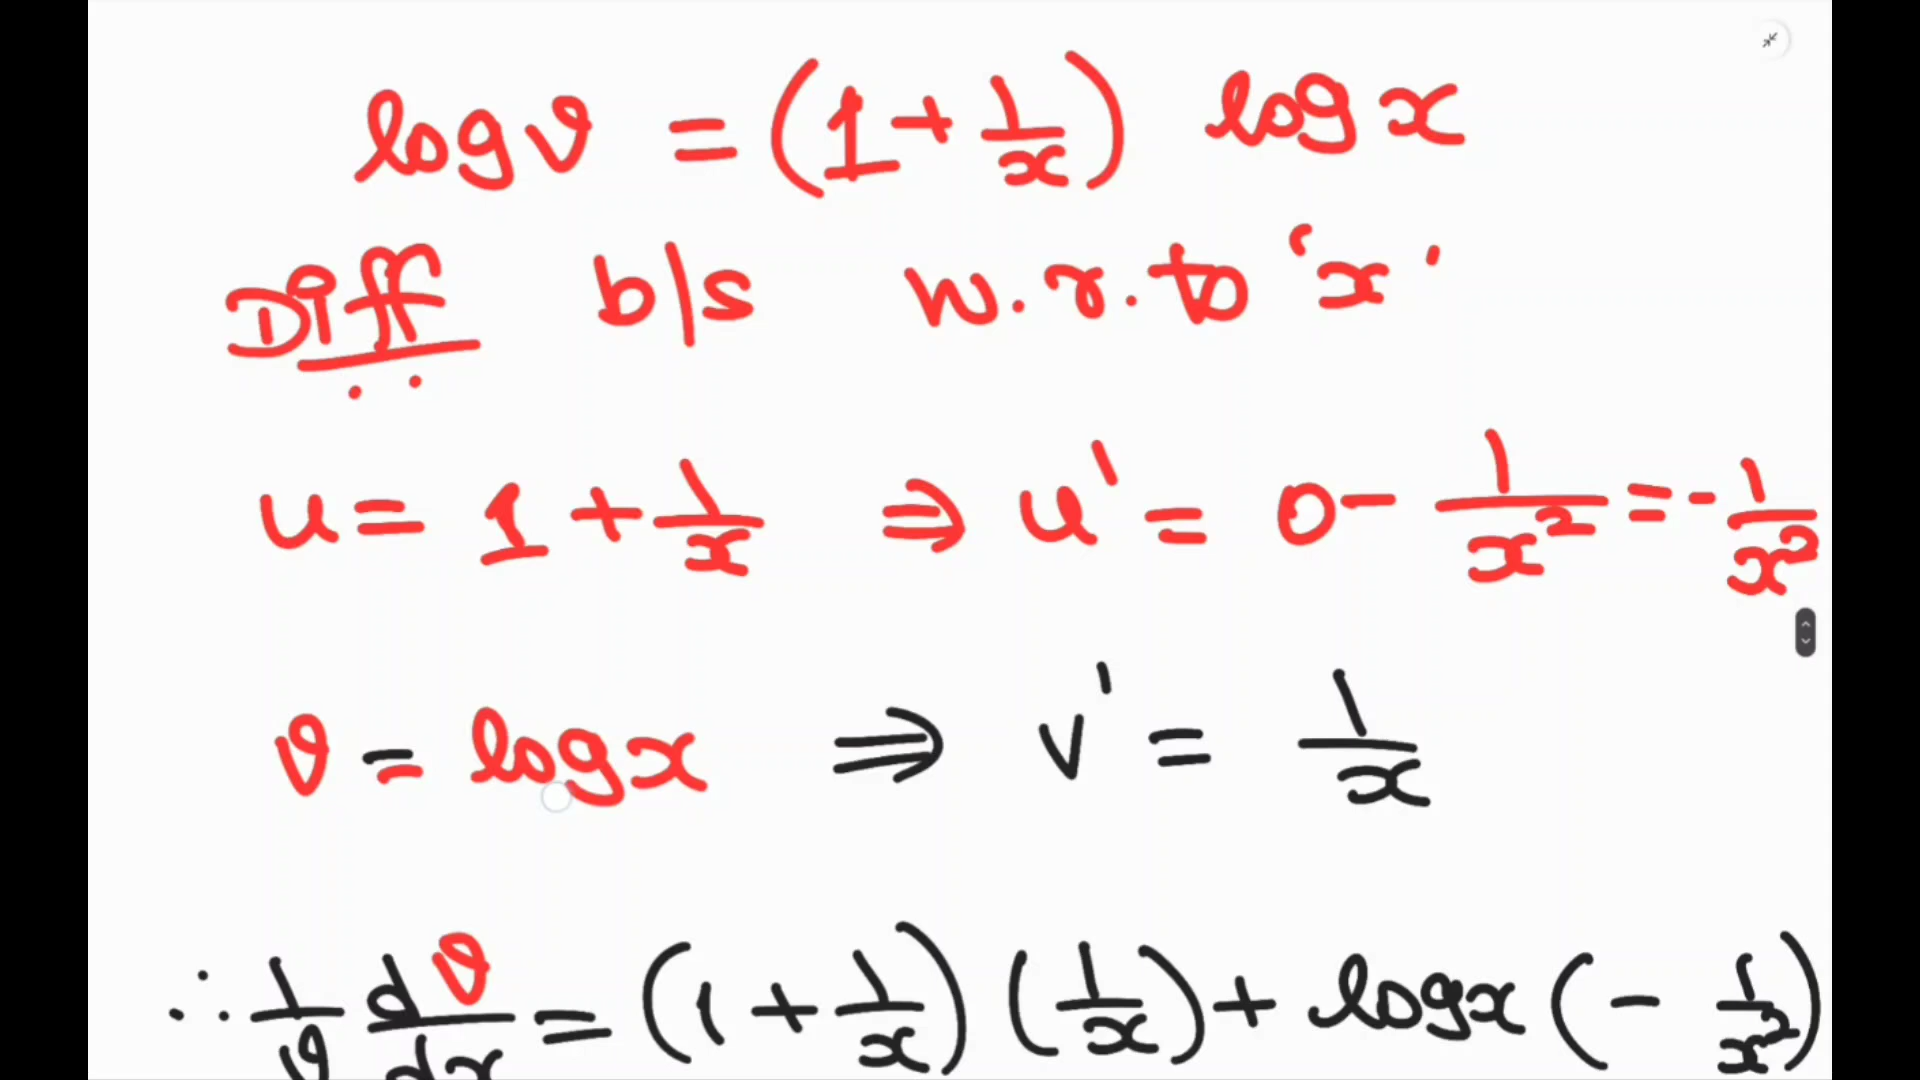 log v = (1 + 1/x) log x
Diff b/s w.r.to 'x'
u = 1 + 1/x ⇒ u' = 0 - 1/x² = - 1/x²
v = log x ⇒ v' = 1/x
∴ 1/v dv/dx = (1 + 1/x) (1/x) + log x (- 1/x²)